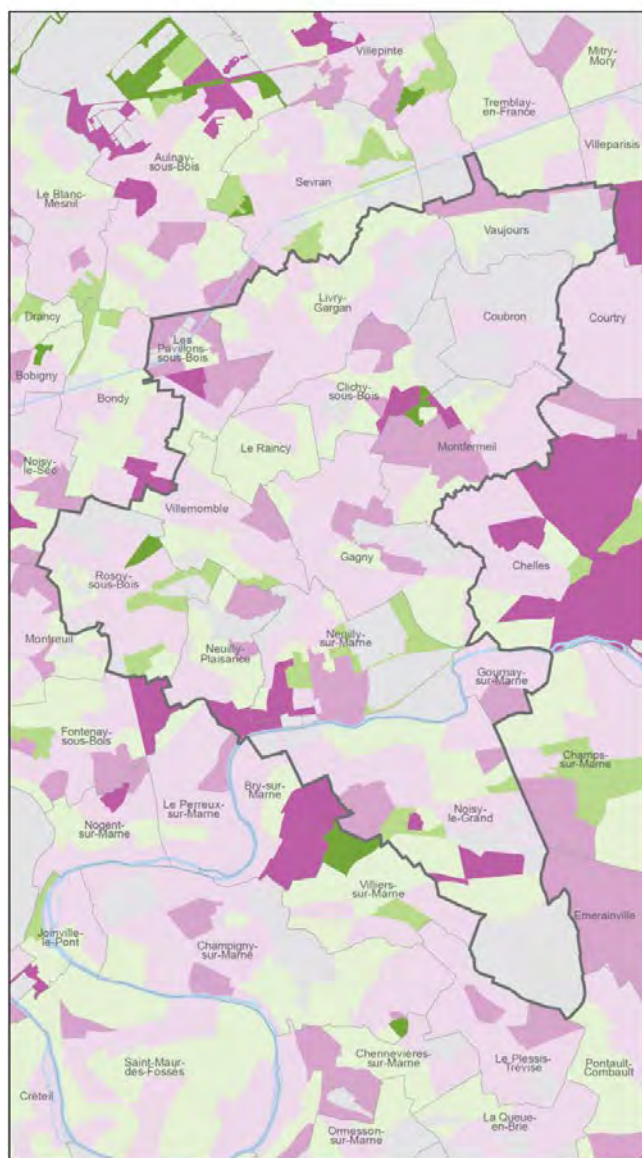 Villepinte
Mitry-
Mory
Tremblay-
en-France
Villeparisis
Aulnay-
sous-Bois
Sevran
Le Blanc-
Mesnil
Vaujours
Livry-
Gargan
Coubron
Courtry
Drancy
Les
Pavillons-
sous-Bois
Bobigny
Bondy
Clichy-
sous-Bois
Le Raincy
Montfermeil
Noisy-
le-Sec
Villemomble
Gagny
Chelles
Rosny-
sous-Bois
Neuilly-
Plaisance
Neuilly-
sur-Marne
Montreuil
Gournay-
sur-Marne
Fontenay-
sous-Bois
Champs-
sur-Marne
Le Perreux-
sur-Marne
Bry-sur-
Marne
Noisy-
le-Grand
Nogent-
sur-Marne
Villiers-
sur-Marne
Emerainville
Joinville-
le-Pont
Champigny-
sur-Marne
Chennevières-
sur-Marne
Le Plessis-
Trévise
Pontault-
Combault
Saint-Maur-
des-Fossés
Créteil
La Queue-
en-Brie
Ormesson-
sur-Marne